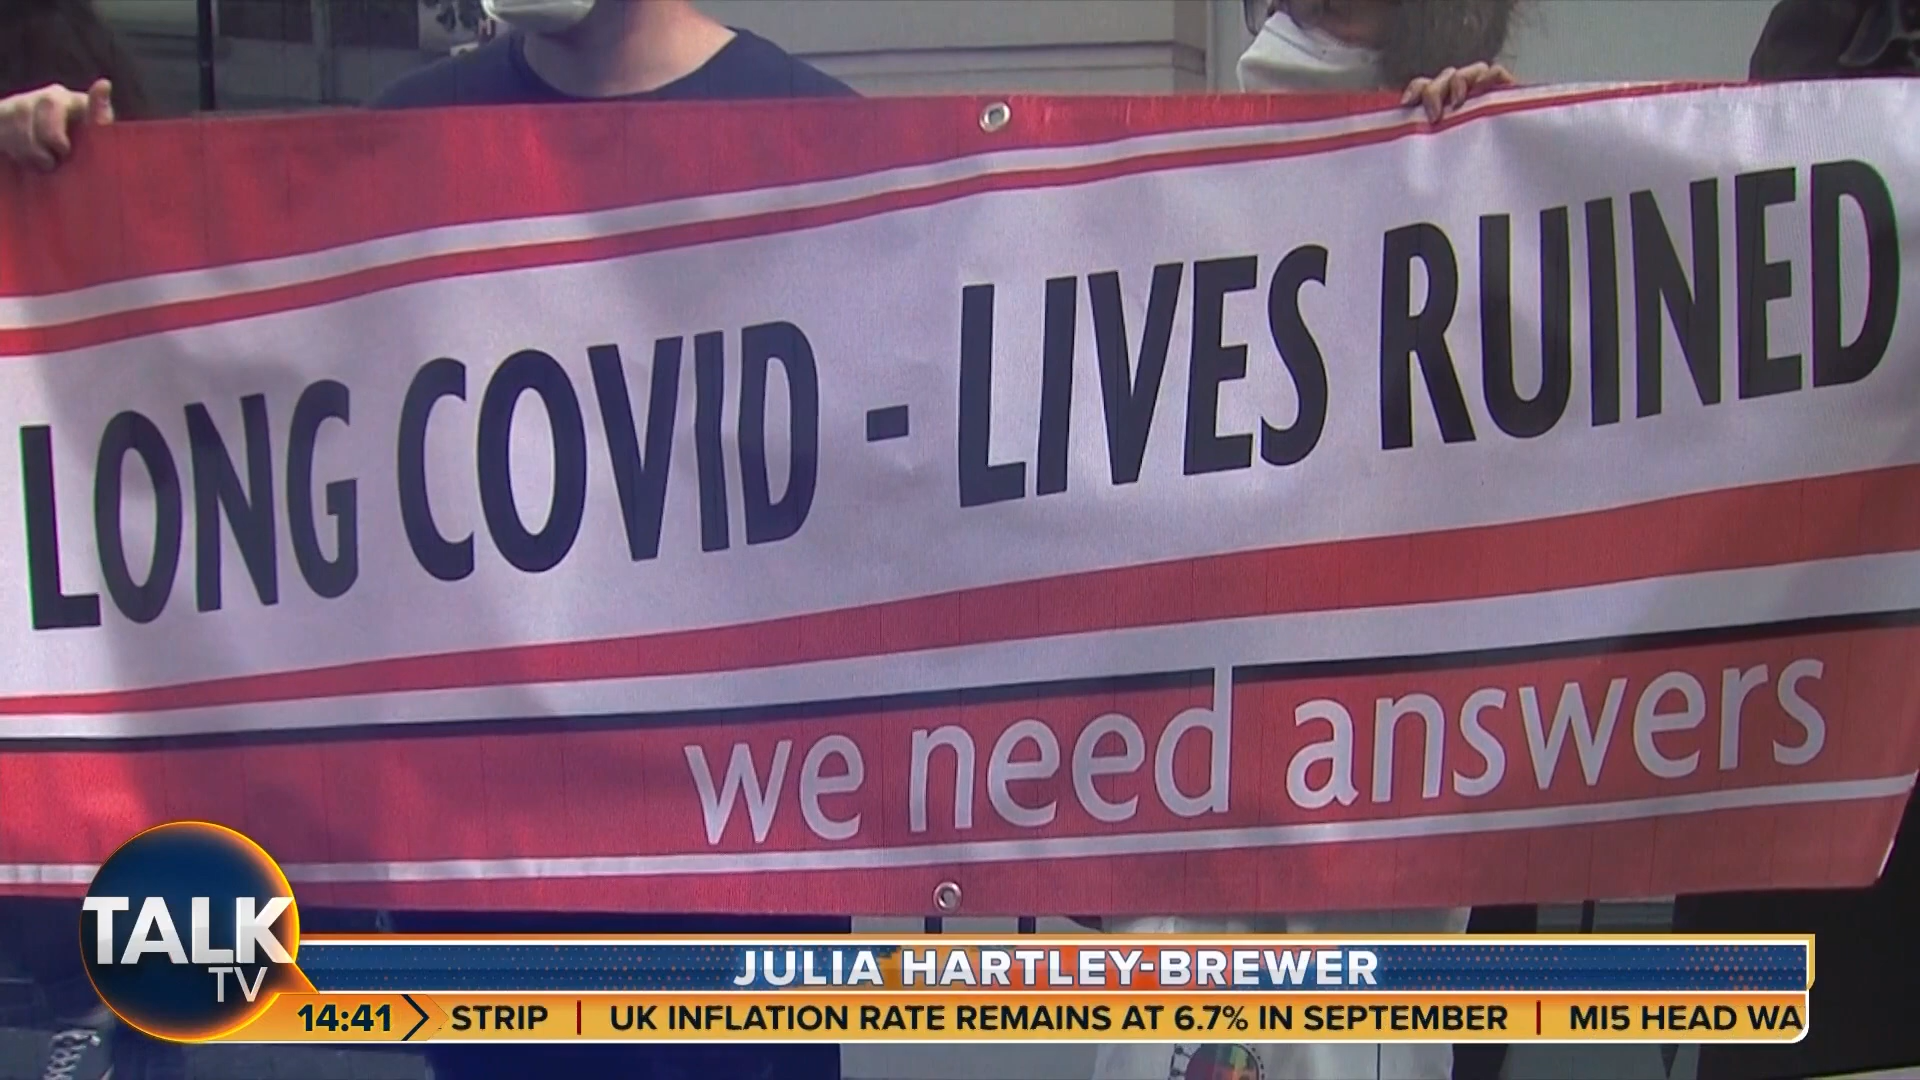 LONG COVID - LIVES RUINED
we need answers
TALK
TV
JULIA HARTLEY-BREWER
14:41
STRIP | UK INFLATION RATE REMAINS AT 6.7% IN SEPTEMBER | MI5 HEAD WA